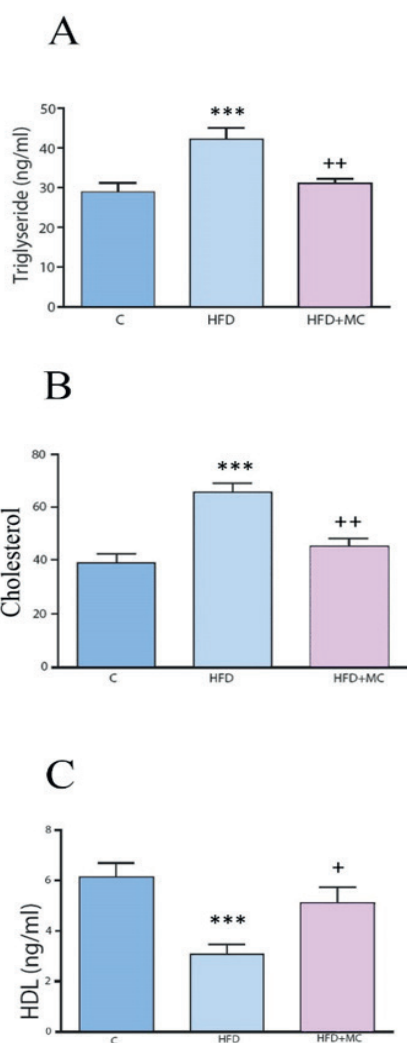 A
Triglyseride (ng/ml)
50
40
30
20
10
0
***
++
C HFD HFD+MC
B
Cholesterol
80
60
40
20
0
***
++
C HFD HFD+MC
C
HDL (ng/ml)
8
6
4
2
0
***
+
C HFD HFD+MC